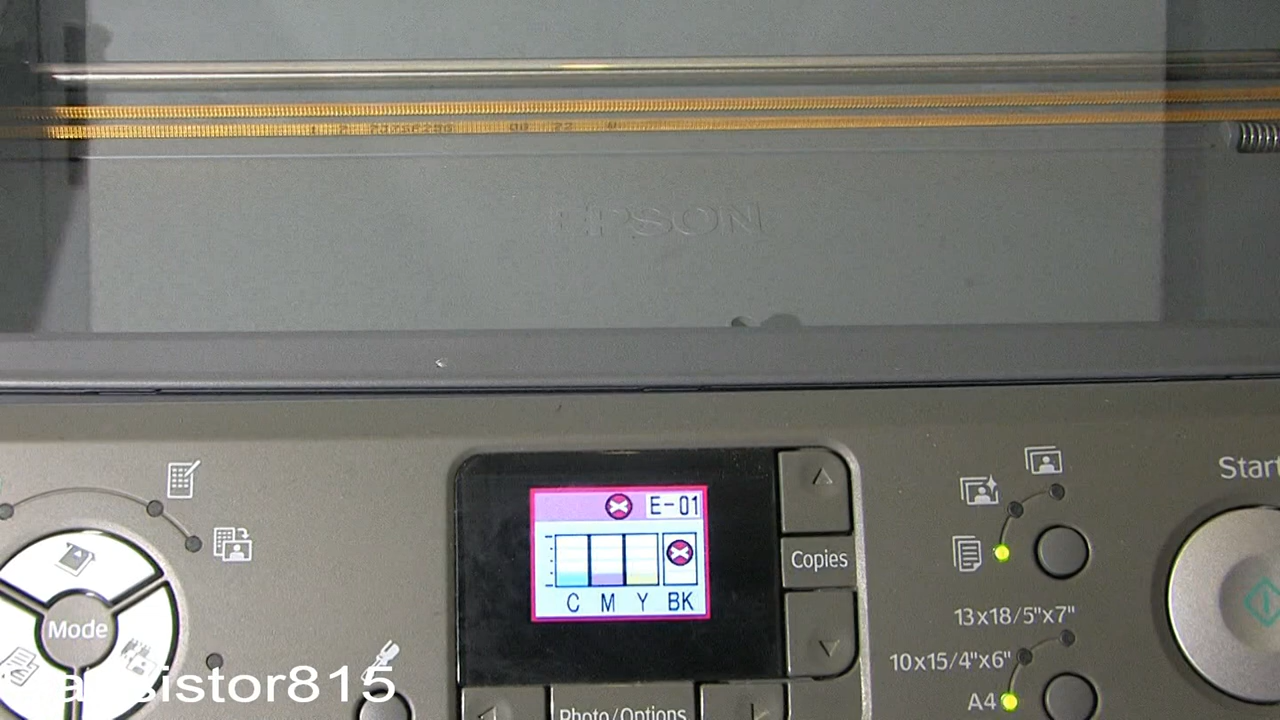 EPSON
Start
E-01
C M Y BK
Copies
Mode
13x18/5"x7"
10x15/4"x6"
A4
Photo/Options